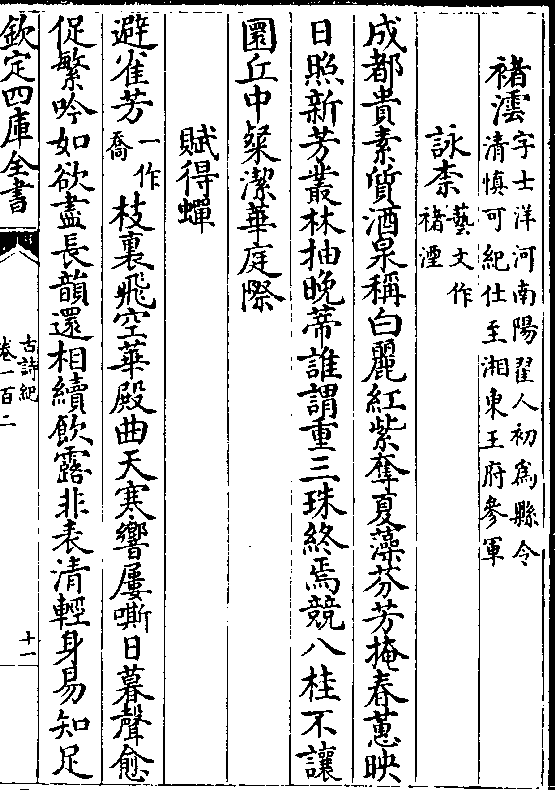 褚澐字士洋河南陽翟人初爲縣令
清慎可紀仕至湘東王府參軍
詠柰藝文作
褚湮
成都貴素質酒泉稱白麗紅紫奪夏藻芬芳掩春蕙映
日照新芳叢林抽晚蔕誰謂重三珠終焉競八桂不讓
圜丘中粲潔華庭際
賦得蟬
避雀芳一作
喬枝裏飛空華殿曲天寒響屢嘶日暮聲愈
促繁吟如欲盡長韻還相續飲露非表清輕身易知足
欽定四庫全書
古詩紀
卷一百二
十一